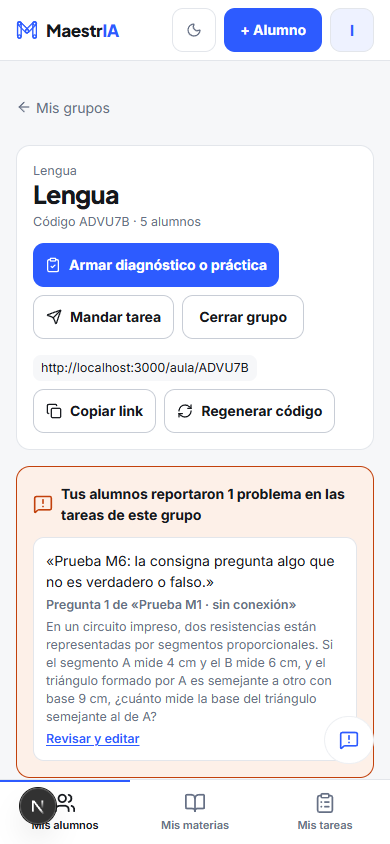 MaestrIA
+ Alumno
I
← Mis grupos
Lengua
Lengua
Código ADVU7B · 5 alumnos
Armar diagnóstico o práctica
Mandar tarea
Cerrar grupo
http://localhost:3000/aula/ADVU7B
Copiar link
Regenerar código
Tus alumnos reportaron 1 problema en las
tareas de este grupo
«Prueba M6: la consigna pregunta algo que
no es verdadero o falso.»
Pregunta 1 de «Prueba M1 · sin conexión»
En un circuito impreso, dos resistencias están
representadas por segmentos proporcionales. Si
el segmento A mide 4 cm y el B mide 6 cm, y el
triángulo formado por A es semejante a otro con
base 9 cm, ¿cuánto mide la base del triángulo
semejante al de A?
Revisar y editar
N
Mis alumnos
Mis materias
Mis tareas